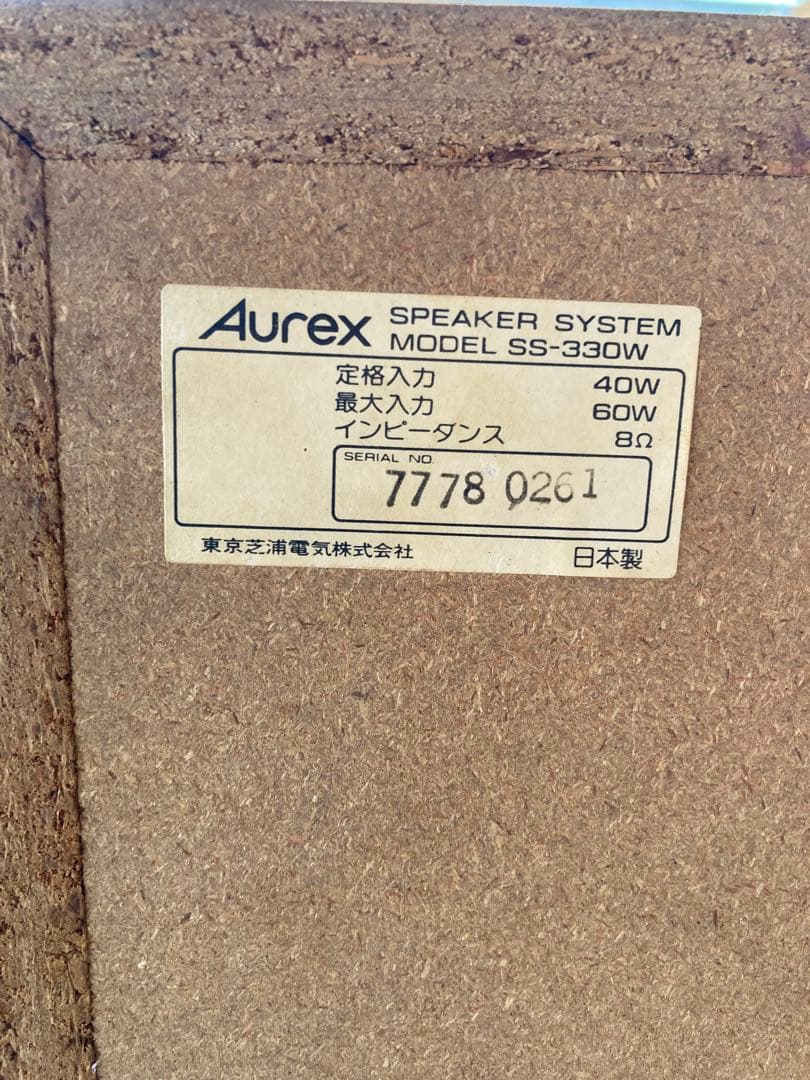 Aurex SPEAKER SYSTEM
MODEL SS-330W
定格入力 40W
最大入力 60W
インピーダンス 8Ω
SERIAL NO.
7778 0261
東京芝浦電気株式会社 日本製